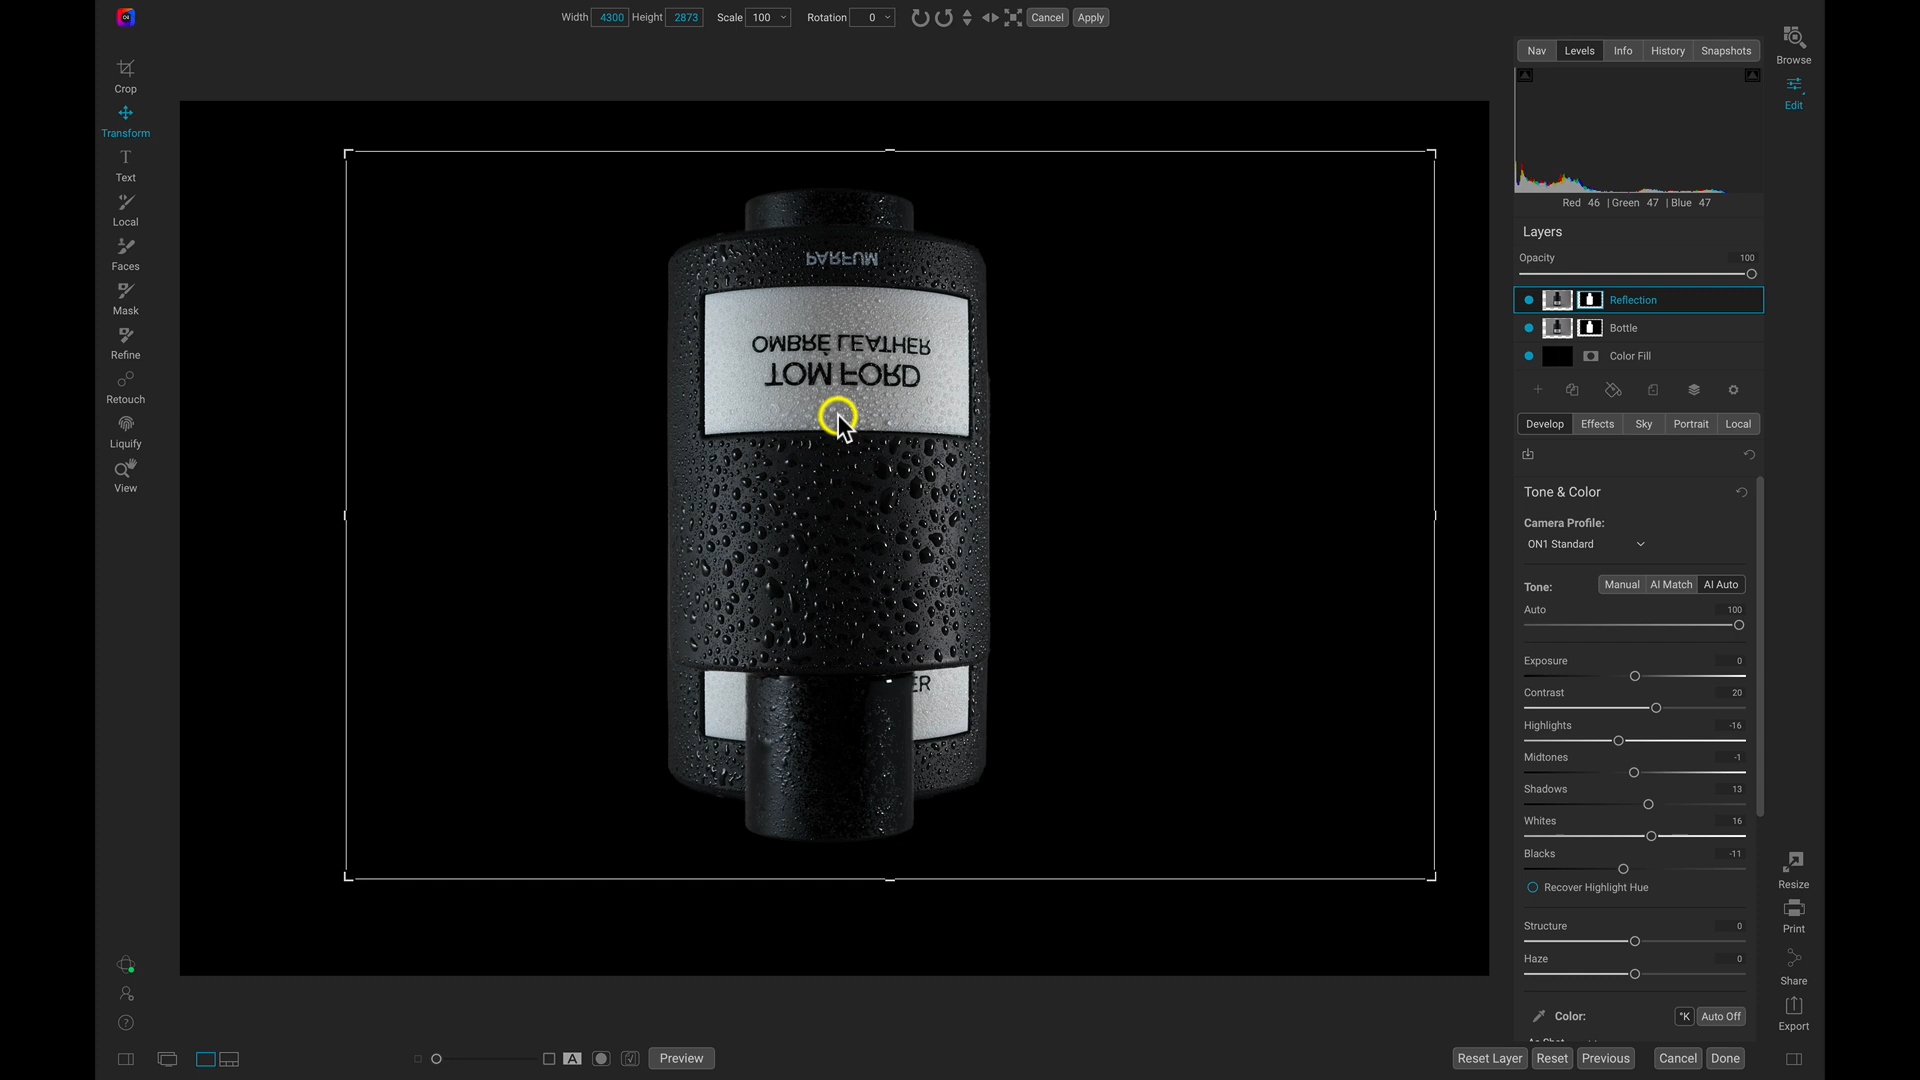 Width 4300 Height 2873 Scale 100 Rotation 0 Cancel Apply
Crop
Transform
Text
Local
Faces
Mask
Refine
Retouch
Liquify
View
PARFUM
OMBRÉ LEATHER
TOM FORD
ER
Nav Levels Info History Snapshots
Red 46 | Green 47 | Blue 47
Layers
Opacity 100
Reflection
Bottle
Color Fill
Develop Effects Sky Portrait Local
Tone & Color
Camera Profile:
ON1 Standard
Tone: Manual AI Match AI Auto
Auto 100
Exposure 0
Contrast 20
Highlights -16
Midtones -1
Shadows 13
Whites 16
Blacks -11
Recover Highlight Hue
Structure 0
Haze 0
Color: °K Auto Off
As Shot
Browse
Edit
Resize
Print
Share
Export
A Preview
Reset Layer Reset Previous Cancel Done